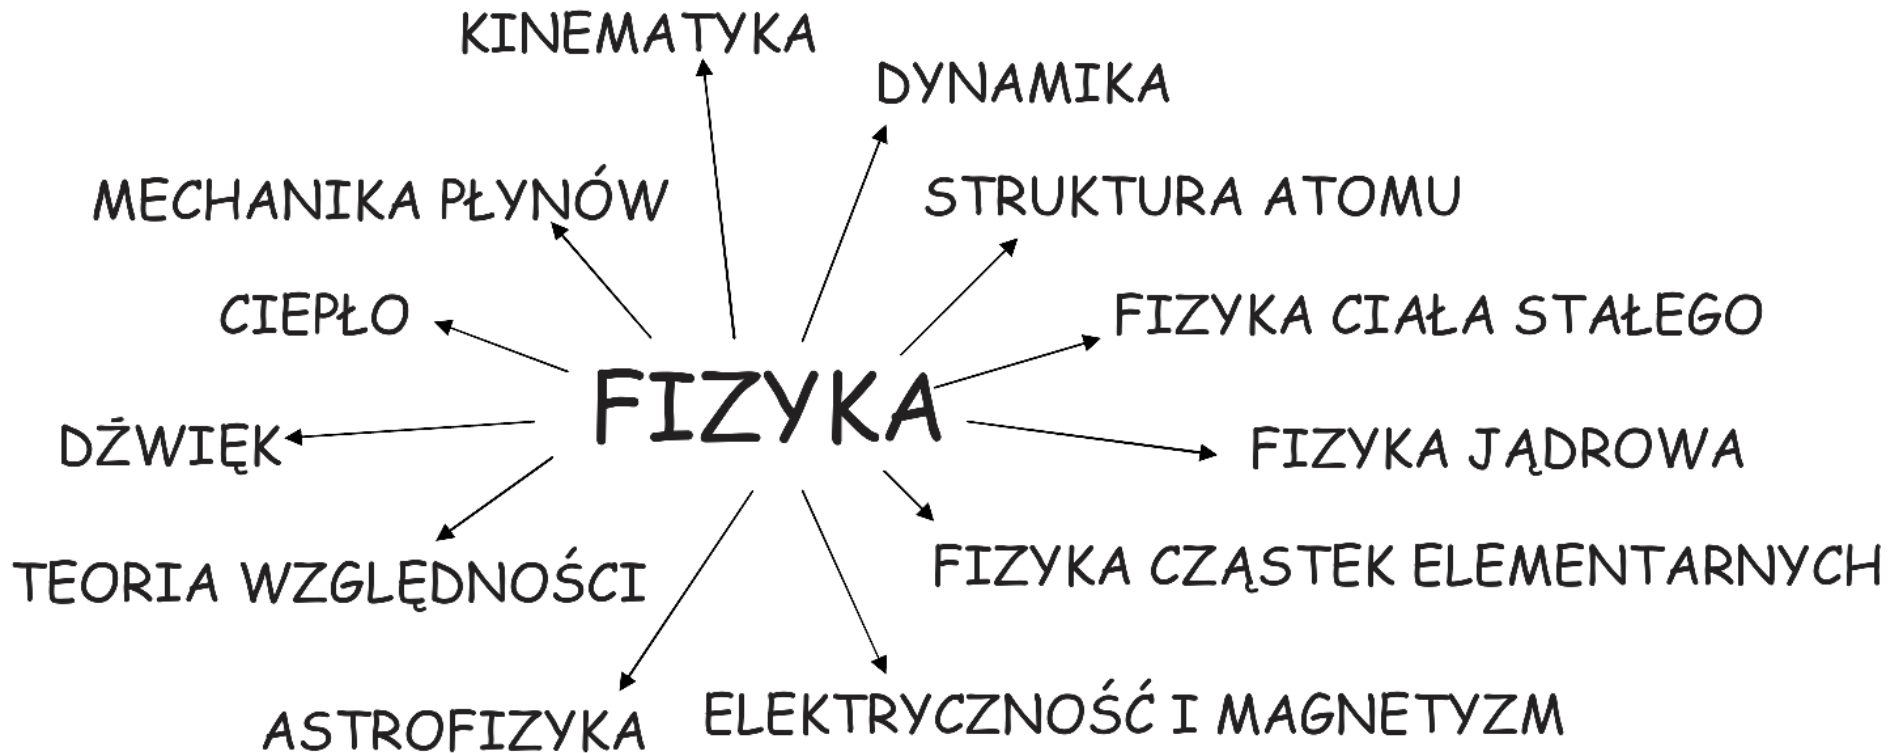 KINEMATYKA
DYNAMIKA
MECHANIKA PŁYNÓW
STRUKTURA ATOMU
CIEPŁO
FIZYKA CIAŁA STAŁEGO
FIZYKA
DŹWIĘK
FIZYKA JĄDROWA
TEORIA WZGLĘDNOŚCI
FIZYKA CZĄSTEK ELEMENTARNYCH
ASTROFIZYKA
ELEKTRYCZNOŚĆ I MAGNETYZM